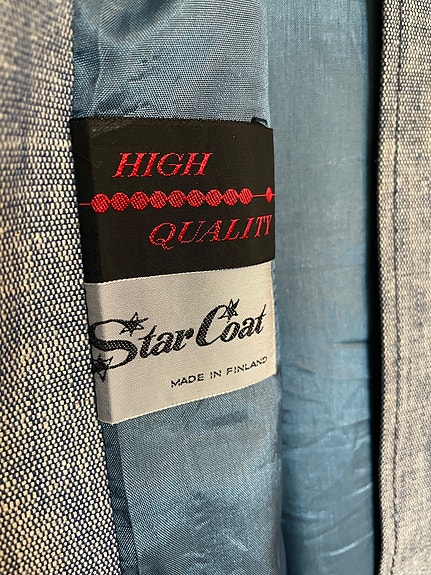 HIGH
QUALITY
Star Coat
MADE IN FINLAND